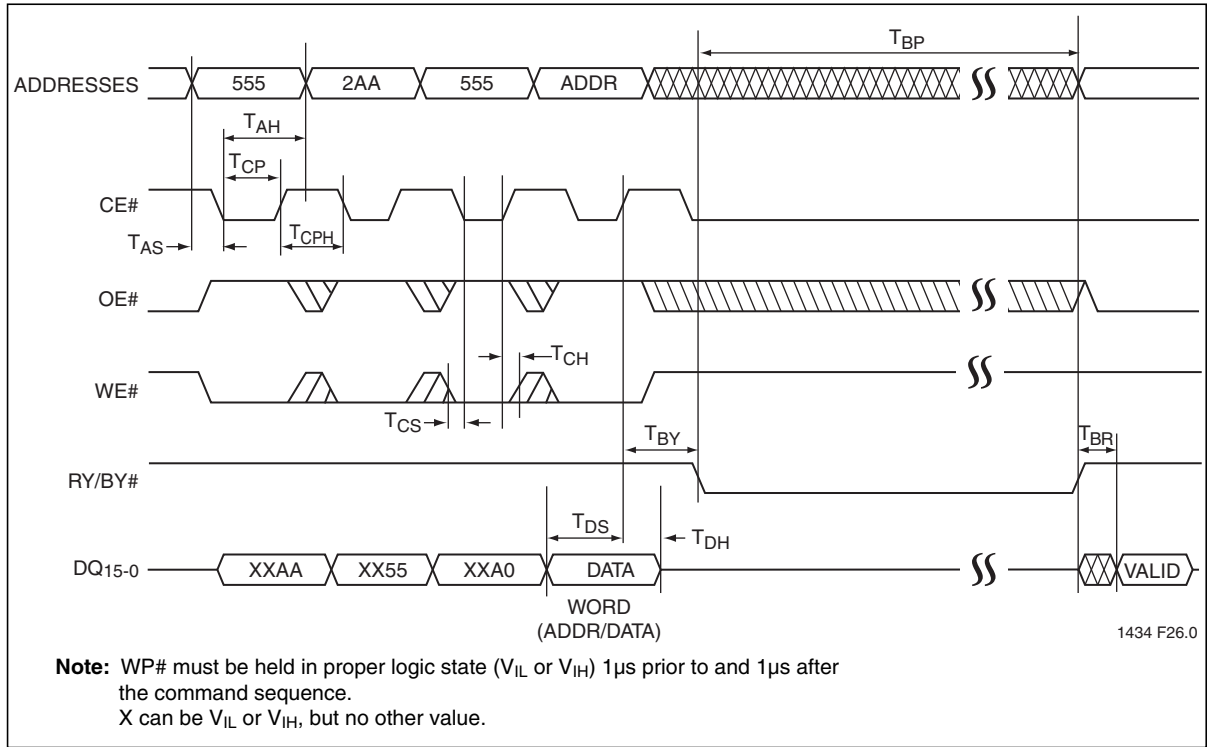 TBP
ADDRESSES 555 2AA 555 ADDR
TAH
TCP
CE#
TAS TCPH
OE#
TCH
WE#
TCS
TBY TBR
RY/BY#
TDS TDH
DQ15-0 XXAA XX55 XXA0 DATA VALID
WORD
(ADDR/DATA)
1434 F26.0
Note: WP# must be held in proper logic state (VIL or VIH) 1µs prior to and 1µs after
the command sequence.
X can be VIL or VIH, but no other value.